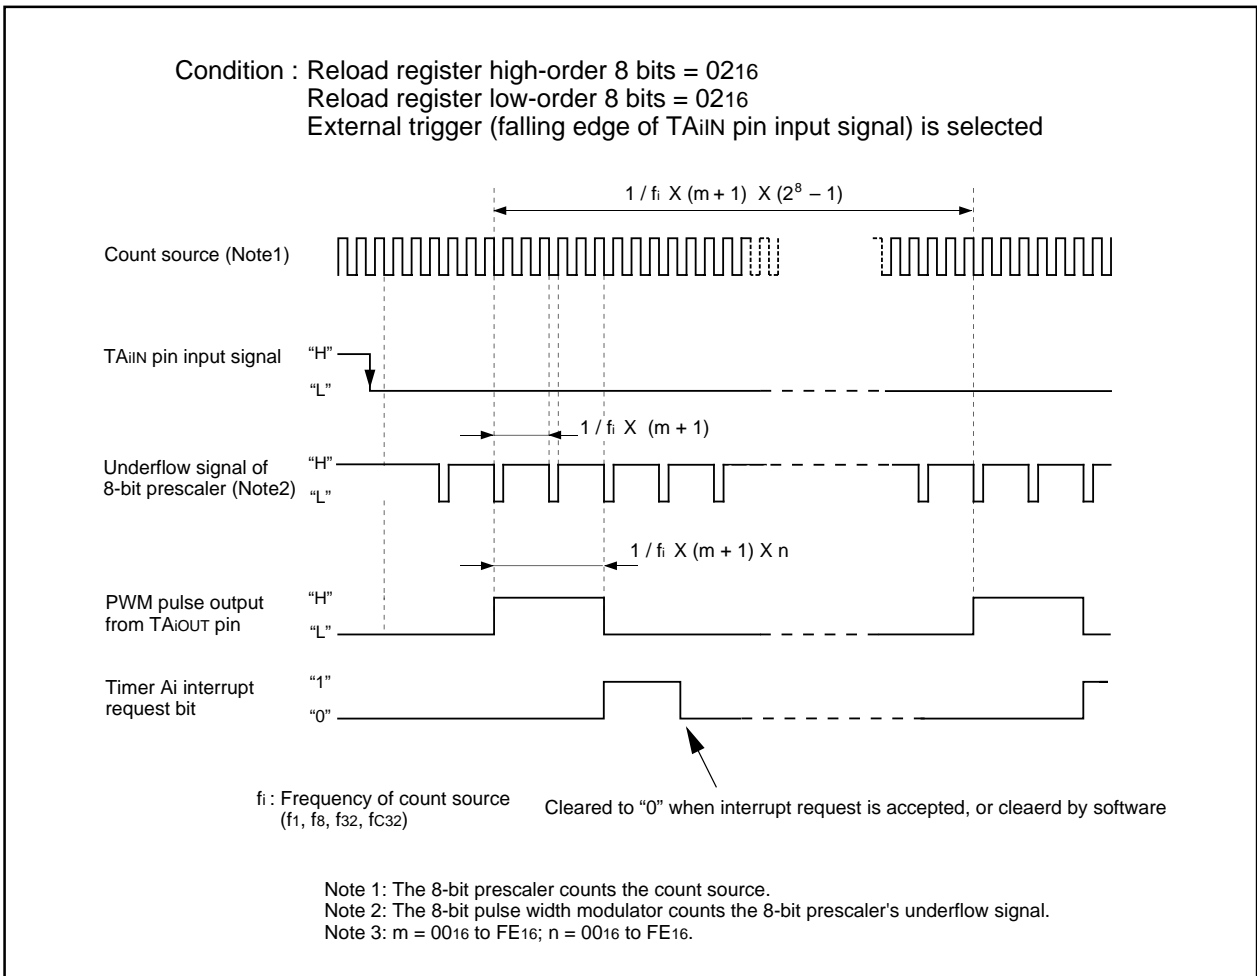 Condition : Reload register high-order 8 bits = 0216
Reload register low-order 8 bits = 0216
External trigger (falling edge of TAiIN pin input signal) is selected
1 / fi X (m + 1) X (2^8 – 1)
Count source (Note1)
TAiIN pin input signal
“H”
“L”
1 / fi X (m + 1)
Underflow signal of
8-bit prescaler (Note2)
“H”
“L”
1 / fi X (m + 1) X n
PWM pulse output
from TAiOUT pin
“H”
“L”
Timer Ai interrupt
request bit
“1”
“0”
fi : Frequency of count source
(f1, f8, f32, fC32)
Cleared to “0” when interrupt request is accepted, or cleaerd by software
Note 1: The 8-bit prescaler counts the count source.
Note 2: The 8-bit pulse width modulator counts the 8-bit prescaler's underflow signal.
Note 3: m = 0016 to FE16; n = 0016 to FE16.